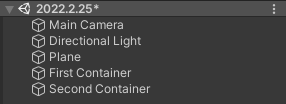 2022.2.25*
Main Camera
Directional Light
Plane
First Container
Second Container